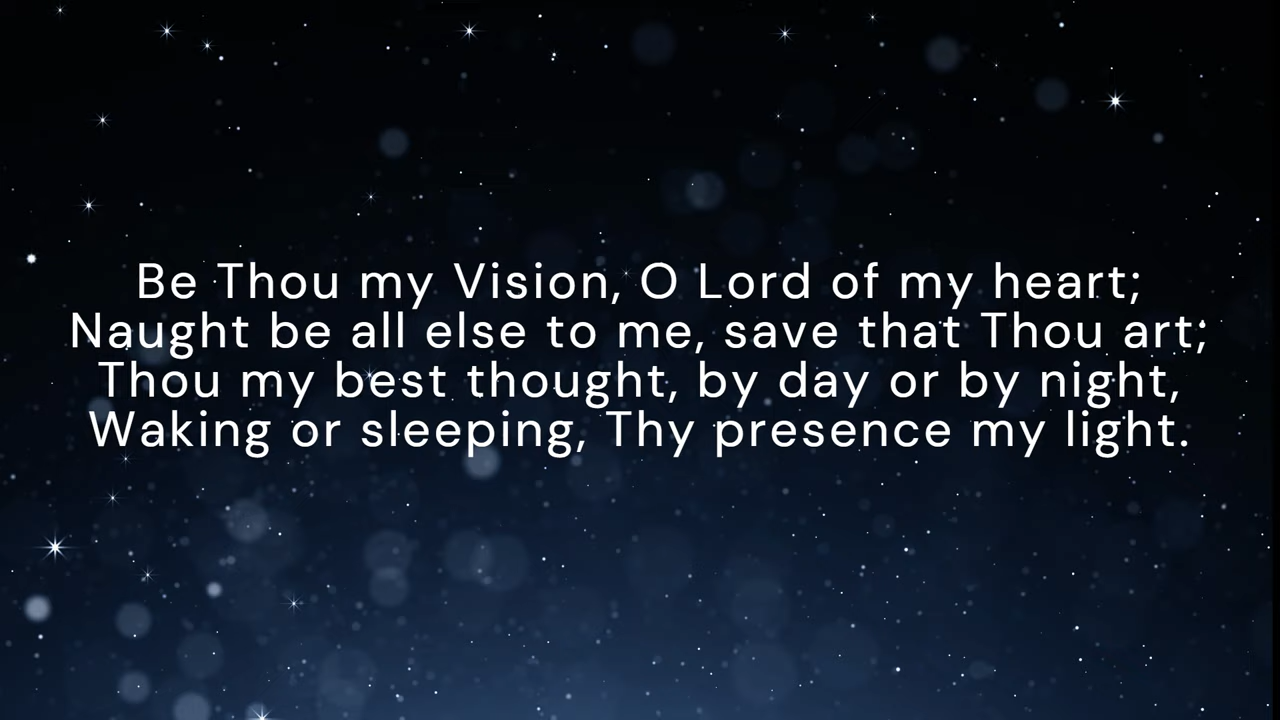 Be Thou my Vision, O Lord of my heart;
Naught be all else to me, save that Thou art;
Thou my best thought, by day or by night,
Waking or sleeping, Thy presence my light.